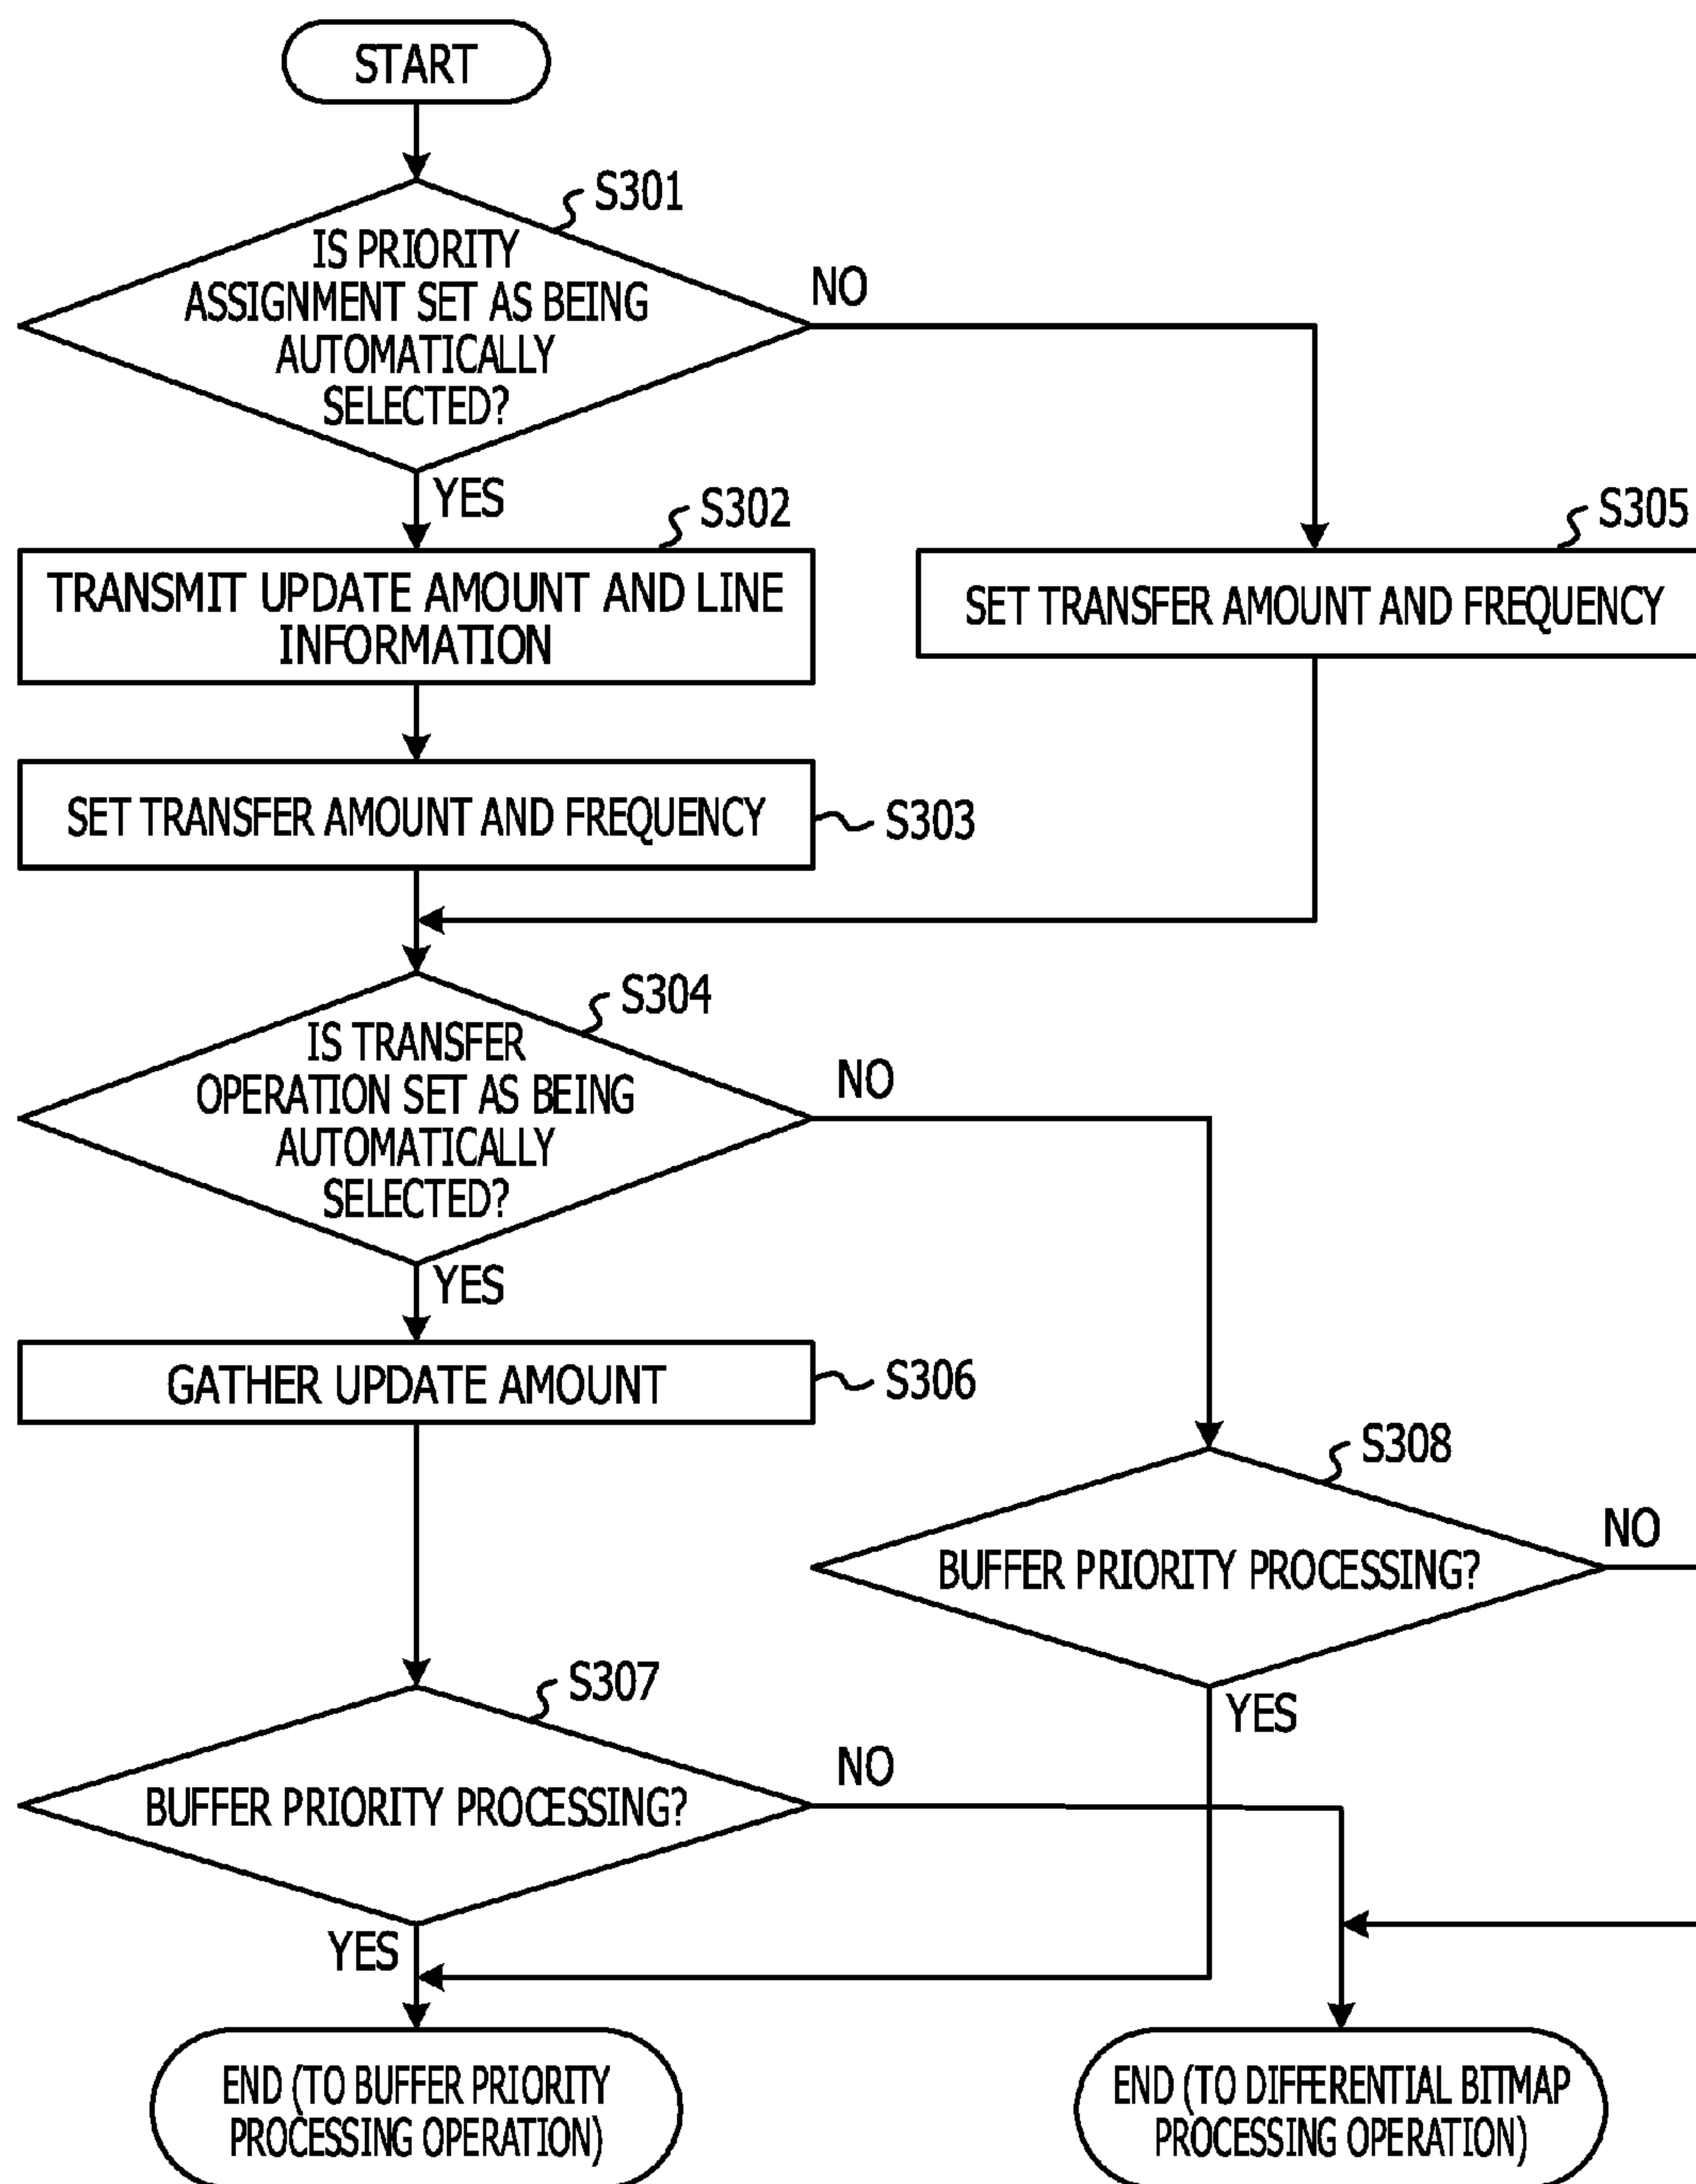 START
S301
IS PRIORITY
ASSIGNMENT SET AS BEING
AUTOMATICALLY
SELECTED?
NO
YES
S302
S305
TRANSMIT UPDATE AMOUNT AND LINE
INFORMATION
SET TRANSFER AMOUNT AND FREQUENCY
SET TRANSFER AMOUNT AND FREQUENCY
S303
S304
IS TRANSFER
OPERATION SET AS BEING
AUTOMATICALLY
SELECTED?
NO
YES
GATHER UPDATE AMOUNT
S306
S308
BUFFER PRIORITY PROCESSING?
NO
YES
S307
BUFFER PRIORITY PROCESSING?
NO
YES
END (TO BUFFER PRIORITY
PROCESSING OPERATION)
END (TO DIFFERENTIAL BITMAP
PROCESSING OPERATION)